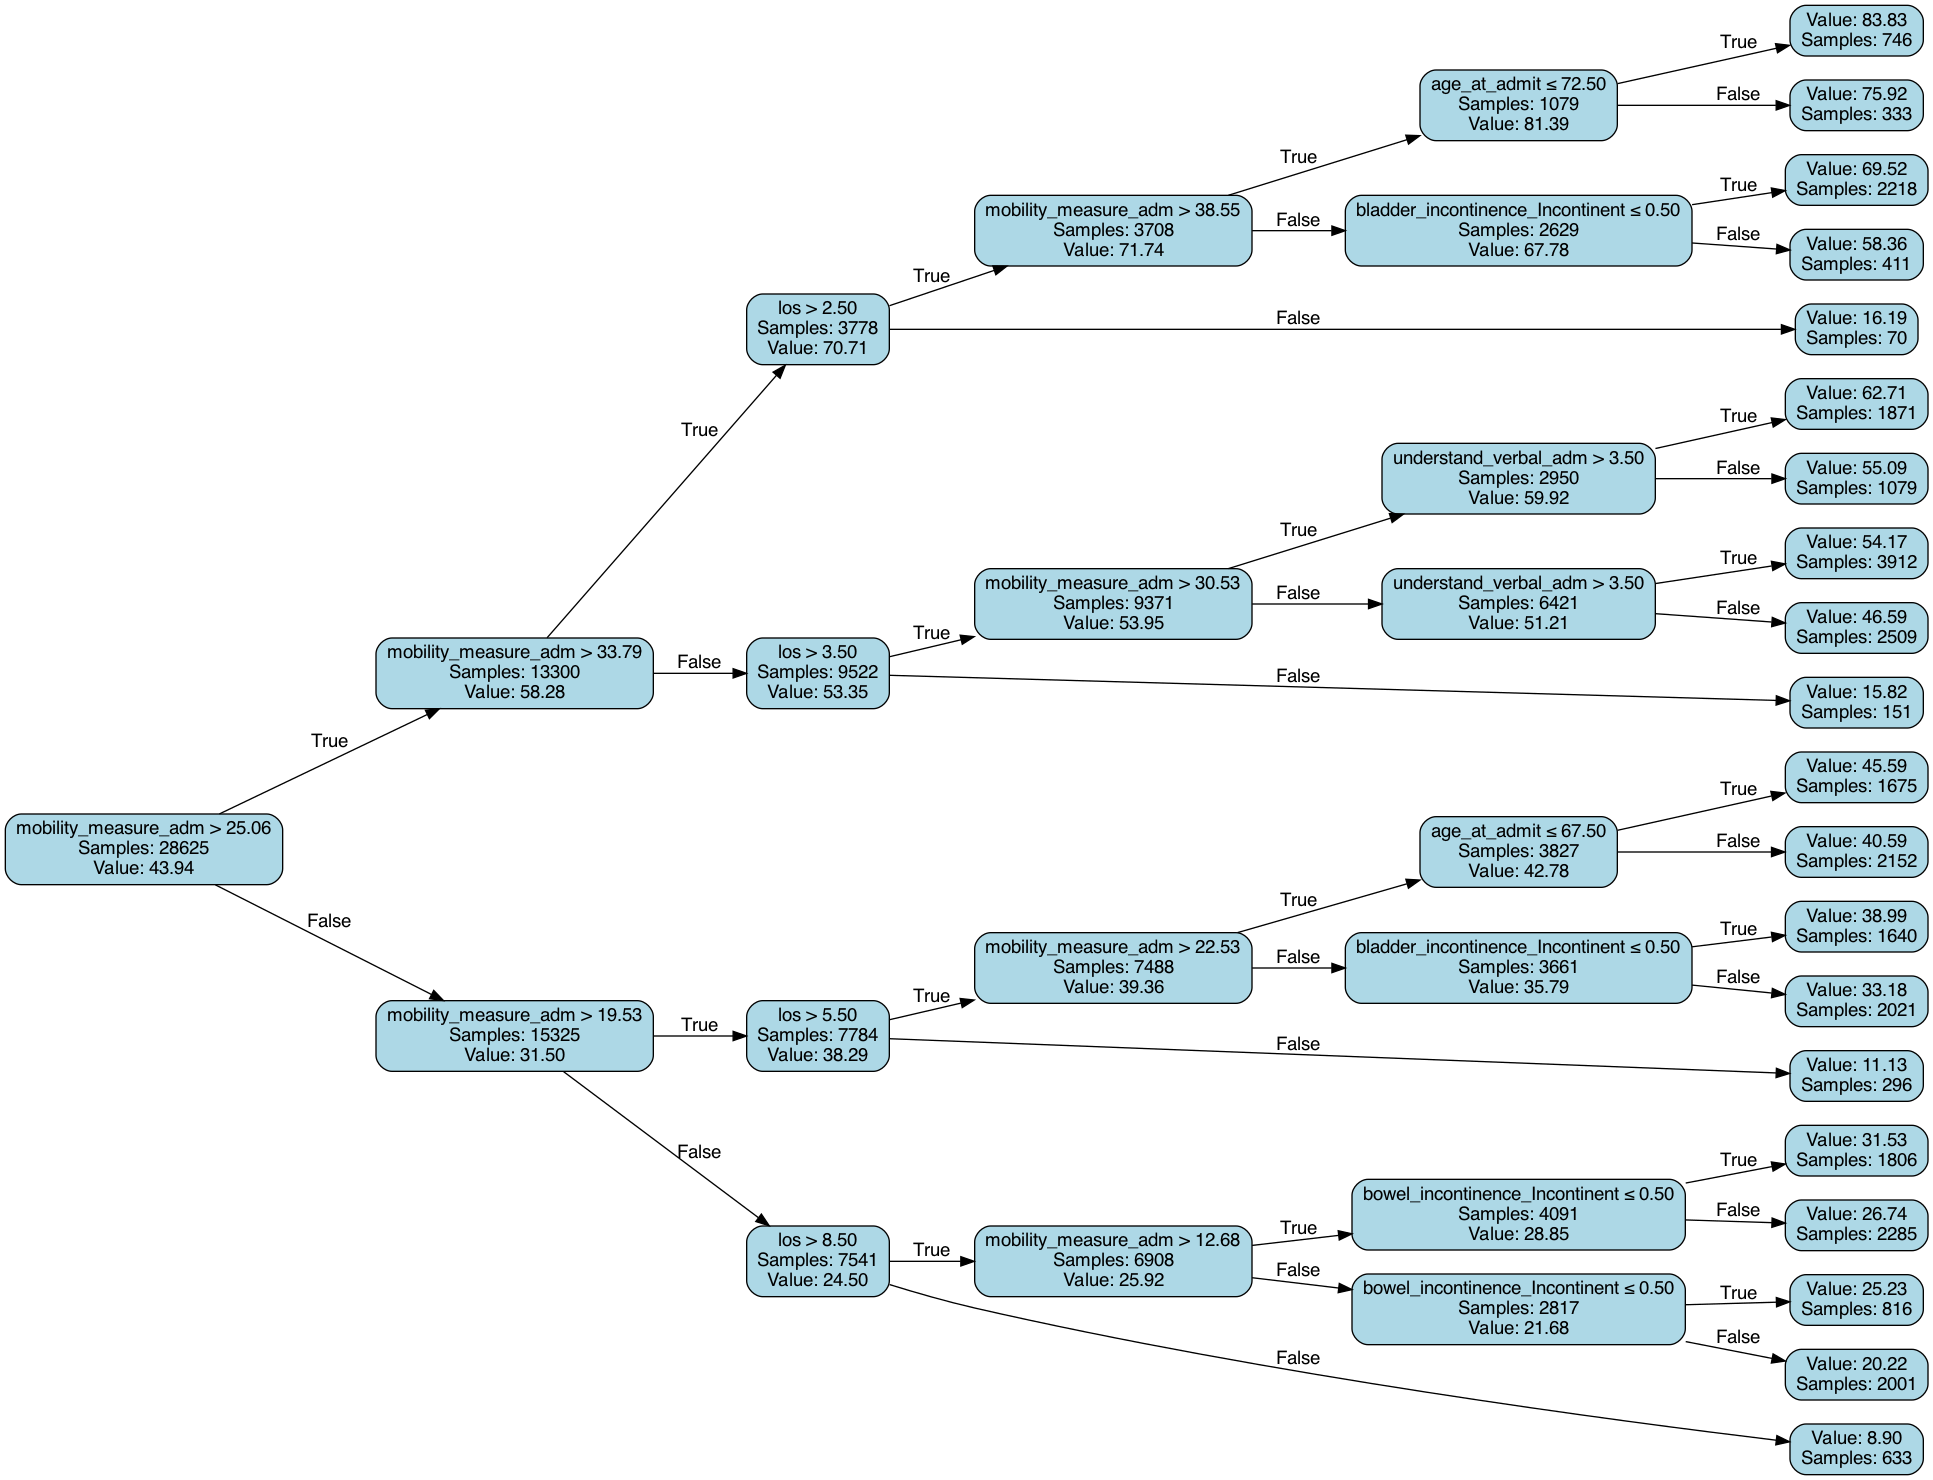 Value: 83.83
Samples: 746
True
age_at_admit ≤ 72.50
Samples: 1079
Value: 81.39
False
Value: 75.92
Samples: 333
True
Value: 69.52
Samples: 2218
True
mobility_measure_adm > 38.55
Samples: 3708
Value: 71.74
False
bladder_incontinence_Incontinent ≤ 0.50
Samples: 2629
Value: 67.78
False
Value: 58.36
Samples: 411
True
los > 2.50
Samples: 3778
Value: 70.71
False
Value: 16.19
Samples: 70
True
Value: 62.71
Samples: 1871
True
understand_verbal_adm > 3.50
Samples: 2950
Value: 59.92
False
Value: 55.09
Samples: 1079
True
True
Value: 54.17
Samples: 3912
mobility_measure_adm > 30.53
Samples: 9371
Value: 53.95
False
understand_verbal_adm > 3.50
Samples: 6421
Value: 51.21
False
Value: 46.59
Samples: 2509
True
mobility_measure_adm > 33.79
Samples: 13300
Value: 58.28
False
los > 3.50
Samples: 9522
Value: 53.35
False
Value: 15.82
Samples: 151
True
True
Value: 45.59
Samples: 1675
mobility_measure_adm > 25.06
Samples: 28625
Value: 43.94
age_at_admit ≤ 67.50
Samples: 3827
Value: 42.78
False
Value: 40.59
Samples: 2152
False
True
True
Value: 38.99
Samples: 1640
mobility_measure_adm > 22.53
Samples: 7488
Value: 39.36
False
bladder_incontinence_Incontinent ≤ 0.50
Samples: 3661
Value: 35.79
False
Value: 33.18
Samples: 2021
True
mobility_measure_adm > 19.53
Samples: 15325
Value: 31.50
True
los > 5.50
Samples: 7784
Value: 38.29
False
Value: 11.13
Samples: 296
False
True
Value: 31.53
Samples: 1806
True
bowel_incontinence_Incontinent ≤ 0.50
Samples: 4091
Value: 28.85
False
Value: 26.74
Samples: 2285
los > 8.50
Samples: 7541
Value: 24.50
True
mobility_measure_adm > 12.68
Samples: 6908
Value: 25.92
False
bowel_incontinence_Incontinent ≤ 0.50
Samples: 2817
Value: 21.68
True
Value: 25.23
Samples: 816
False
Value: 20.22
Samples: 2001
False
Value: 8.90
Samples: 633